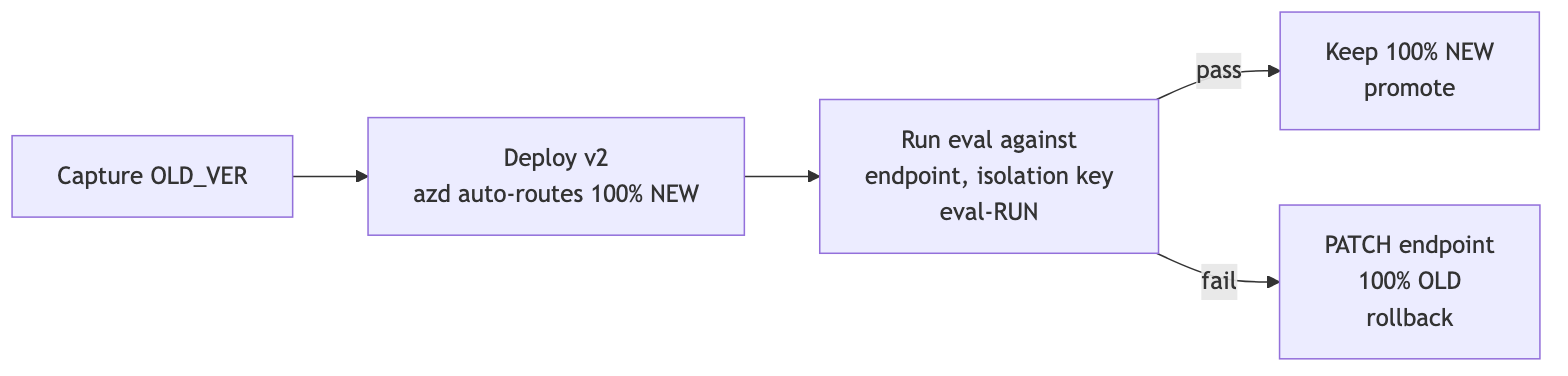 Capture OLD_VER
Deploy v2
azd auto-routes 100% NEW
Run eval against
endpoint, isolation key
eval-RUN
pass
Keep 100% NEW
promote
fail
PATCH endpoint
100% OLD
rollback